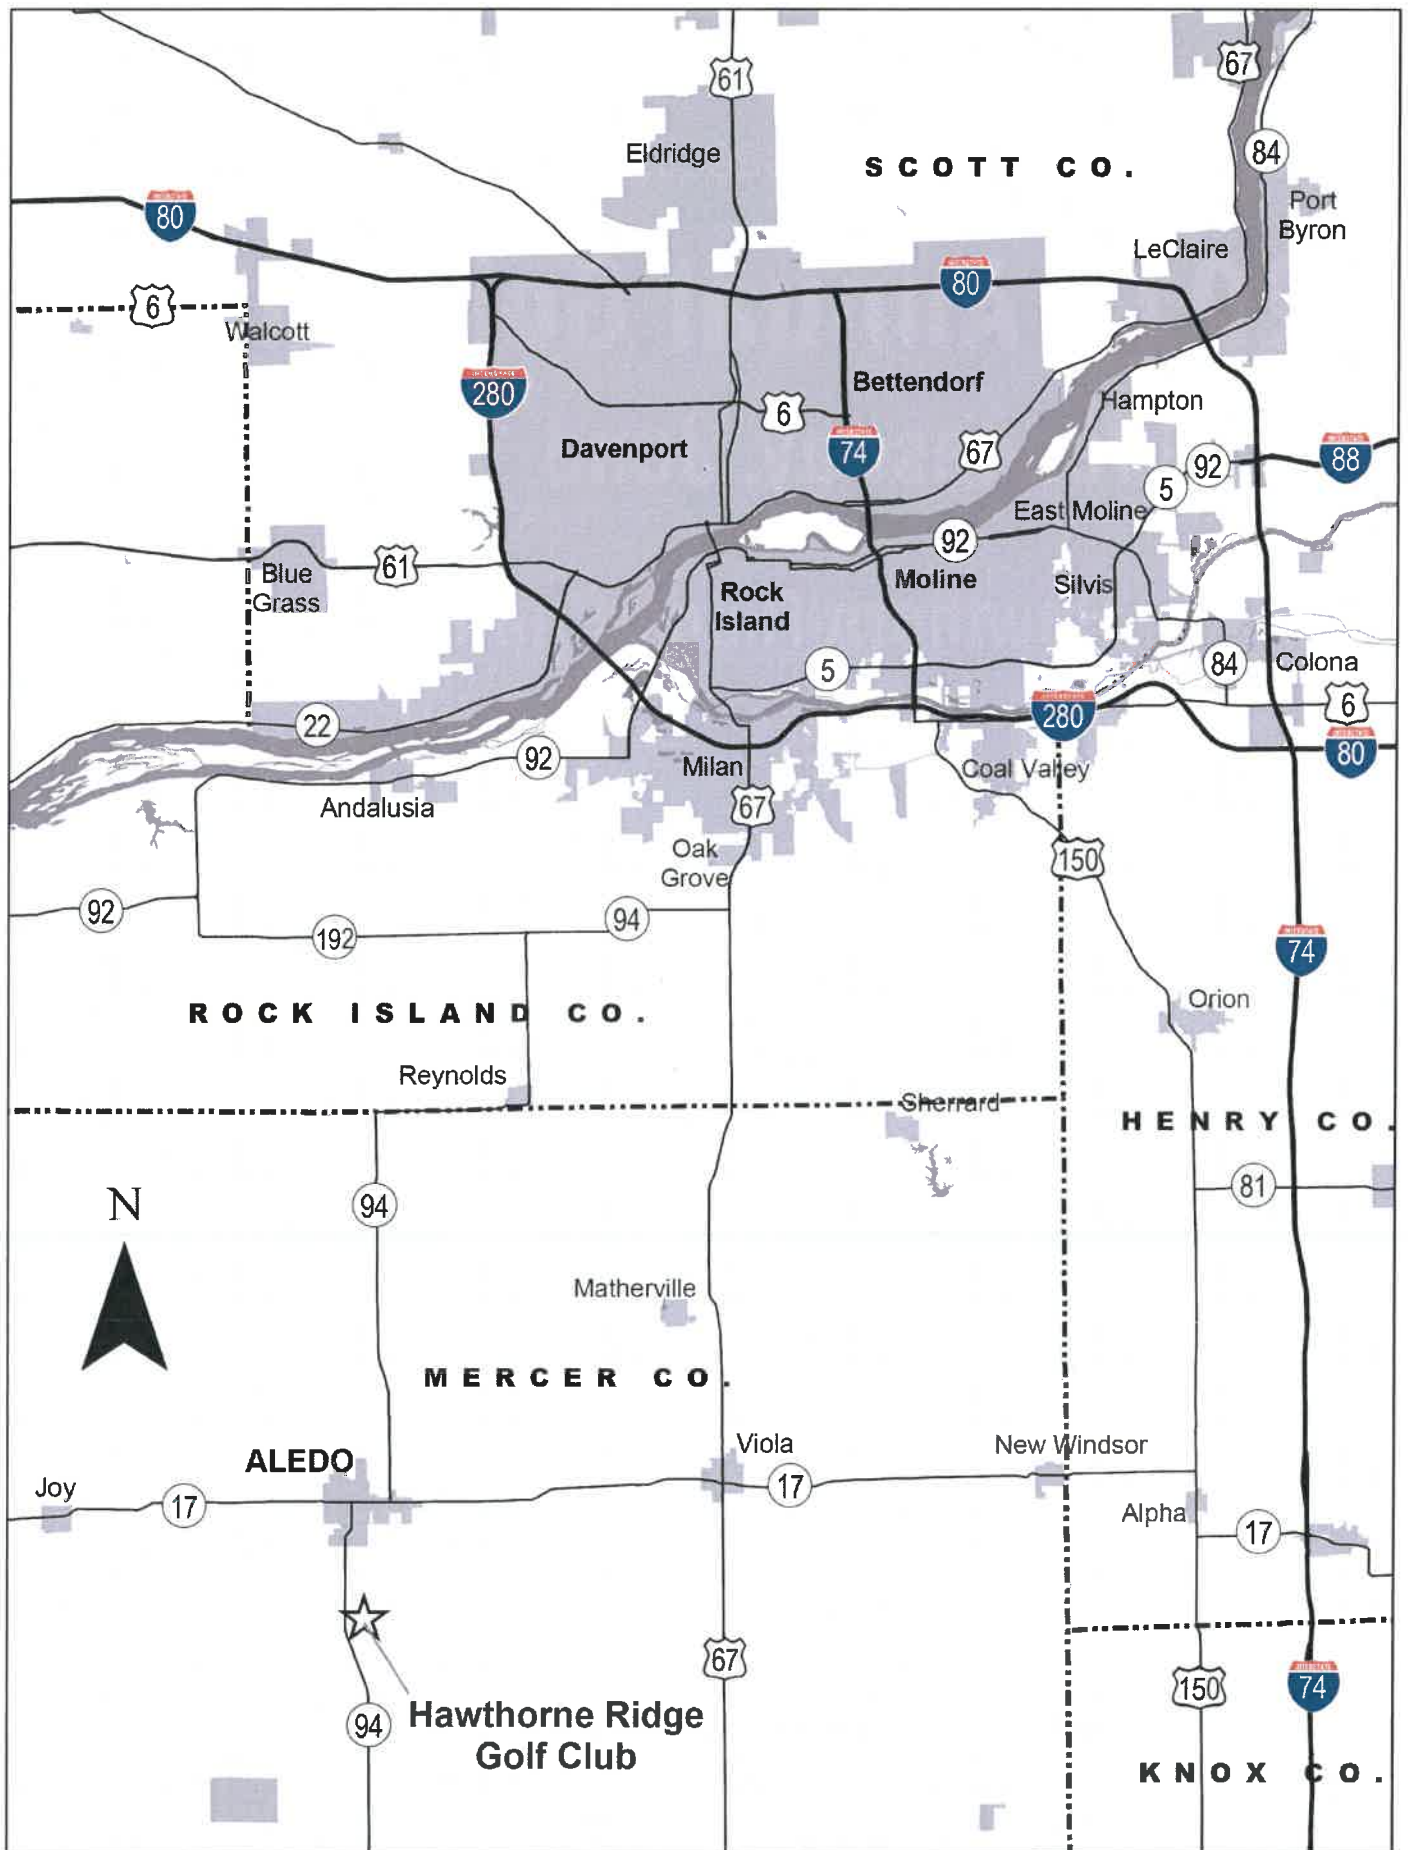 61
67
Eldridge
SCOTT CO.
84
80
Port
Byron
LeClaire
80
6
Walcott
280
Bettendorf
6
Hampton
Davenport
74
67
92
88
5
East Moline
92
61
Blue
Grass
Moline
Silvis
Rock
Island
5
84
Colona
22
280
6
92
Milan
Coal Valley
80
Andalusia
67
Oak
Grove
150
92
192
94
74
ROCK ISLAND CO.
Orion
Reynolds
Sherrard
HENRY CO.
N
94
81
Matherville
MERCER CO.
ALEDO
Viola
New Windsor
Joy
17
17
Alpha
17
67
150
74
94
Hawthorne Ridge
Golf Club
KNOX CO.